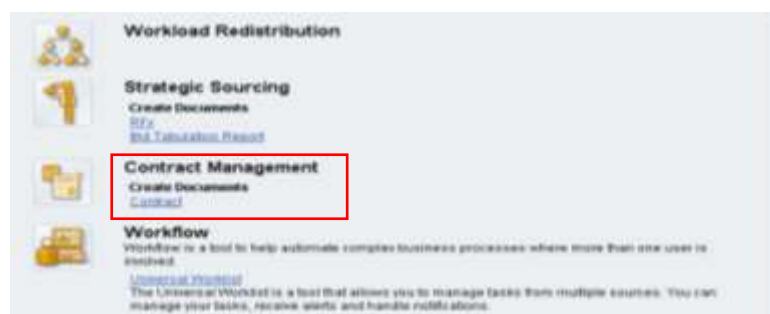 Workload Redistribution
Strategic Sourcing
Create Documents
RFx
Bid Tabulation Report
Contract Management
Create Documents
Contract
Workflow
Workflow is a tool to help automate complex business processes where more than one user is
involved.
Universal Worklist
The Universal Worklist is a tool that allows you to manage tasks from multiple sources. You can
manage your tasks, receive alerts and handle notifications.